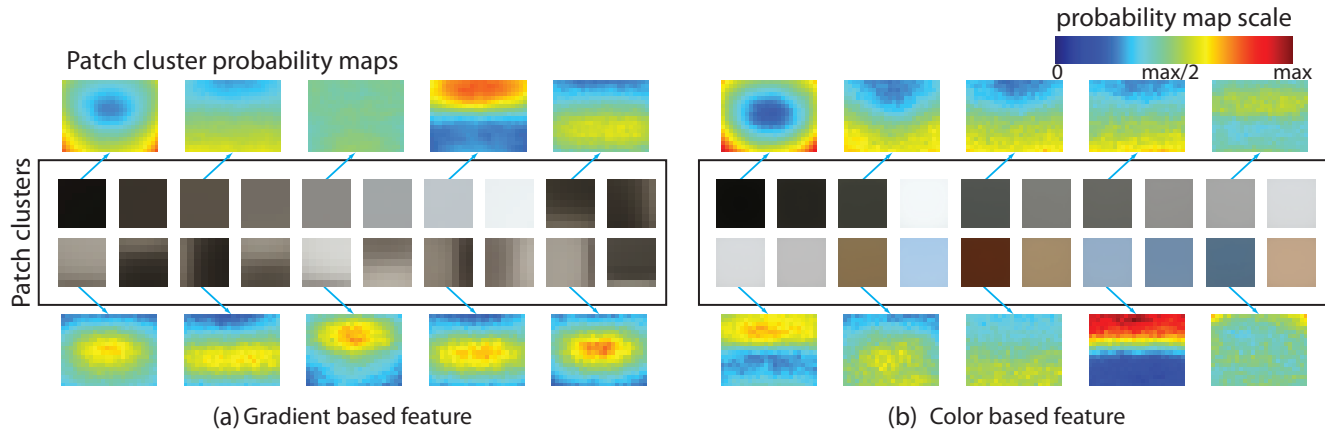 probability map scale
0 max/2 max
Patch cluster probability maps
Patch clusters
(a) Gradient based feature
(b) Color based feature